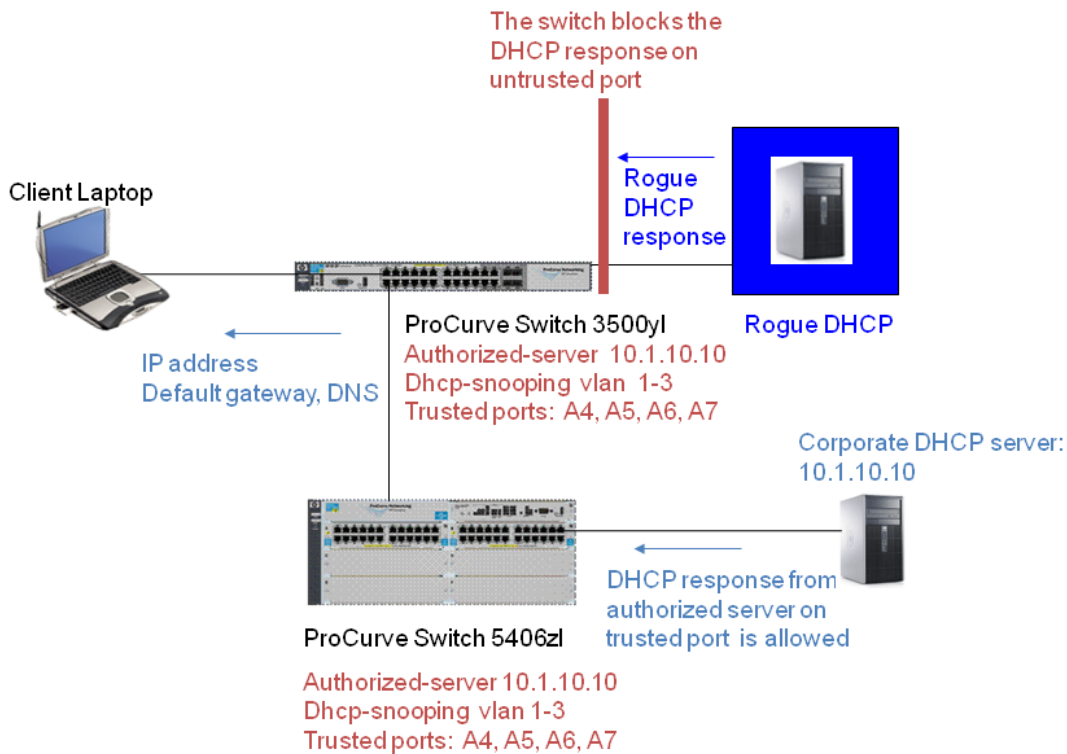 The switch blocks the
DHCP response on
untrusted port
Rogue
DHCP
response
Client Laptop
ProCurve Networking
ProCurve Switch 3500yl
Rogue DHCP
Authorized-server 10.1.10.10
Dhcp-snooping vlan 1-3
Trusted ports: A4, A5, A6, A7
IP address
Default gateway, DNS
Corporate DHCP server:
10.1.10.10
ProCurve Networking
DHCP response from
authorized server on
trusted port is allowed
ProCurve Switch 5406zl
Authorized-server 10.1.10.10
Dhcp-snooping vlan 1-3
Trusted ports: A4, A5, A6, A7